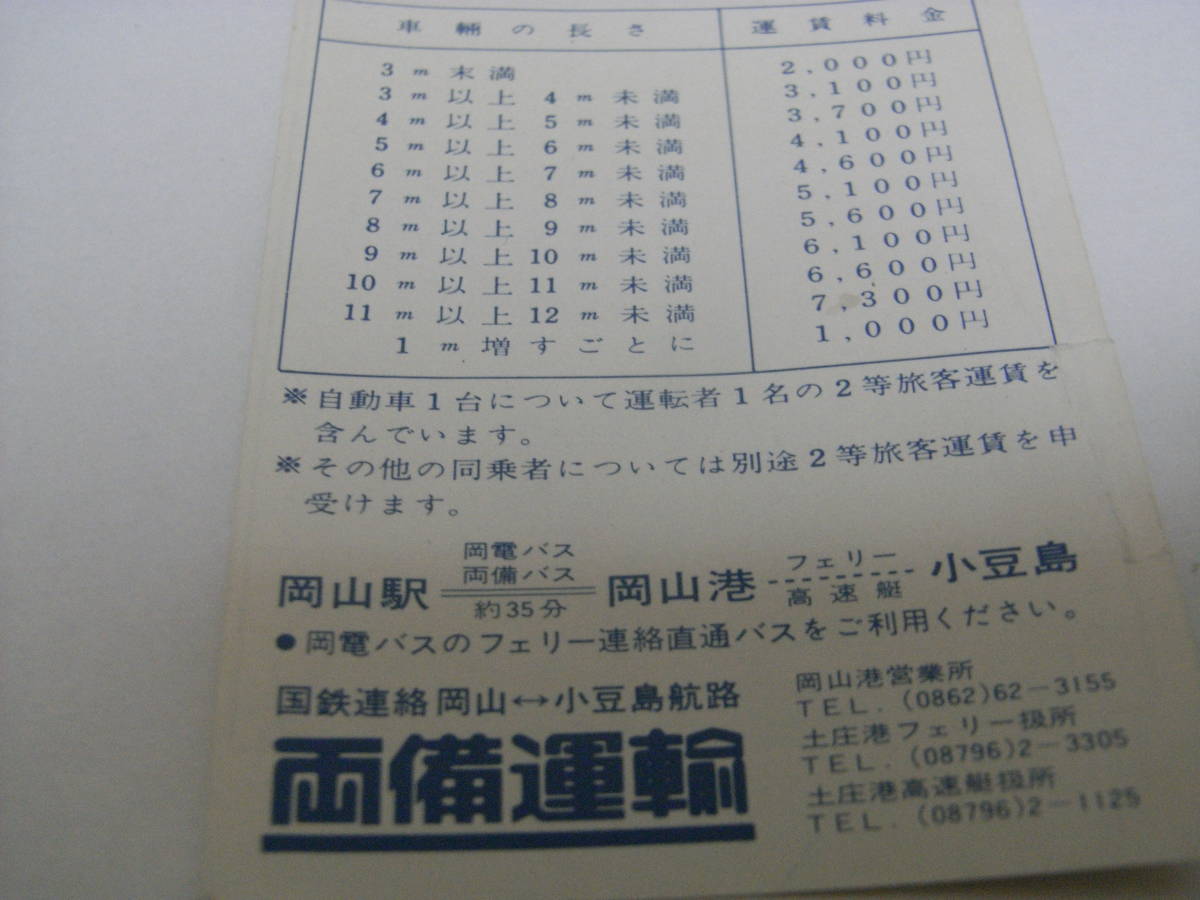 車輛の長さ 運賃料金
3m末満 2,000円
3m以上4m未満 3,100円
4m以上5m未満 3,700円
5m以上6m未満 4,100円
6m以上7m未満 4,600円
7m以上8m未満 5,100円
8m以上9m未満 5,600円
9m以上10m未満 6,100円
10m以上11m未満 6,600円
11m以上12m未満 7,300円
1m増すごとに 1,000円
※自動車1台について運転者1名の2等旅客運賃を
含んでいます。
※その他の同乗者については別途2等旅客運賃を申
受けます。
岡電バス
両備バス
フェリー
岡山駅 岡山港 小豆島
約35分
高速艇
●岡電バスのフェリー連絡直通バスをご利用ください。
国鉄連絡岡山↔小豆島航路
両備運輸
岡山港営業所
TEL.(0862)62-3155
土庄港フェリー扱所
TEL.(08796)2-3305
土庄港高速艇扱所
TEL.(08796)2-1125